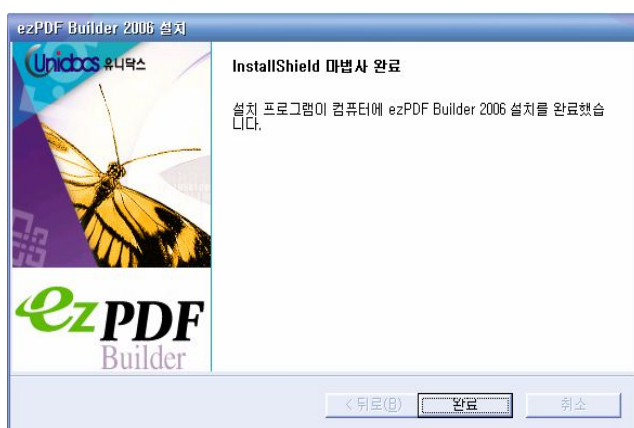 ezPDF Builder 2006 설치
Unidocs 유니닥스
InstallShield 마법사 완료
설치 프로그램이 컴퓨터에 ezPDF Builder 2006 설치를 완료했습
니다.
ezPDF
Builder
< 뒤로(B)
완료
취소